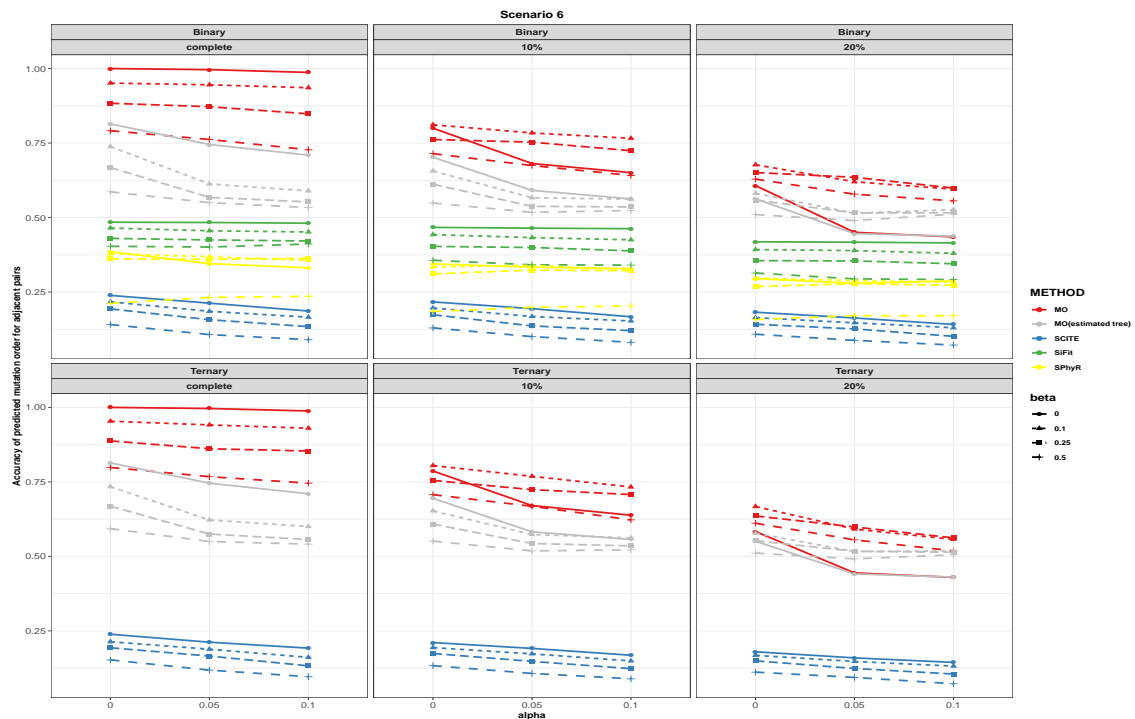 Scenario 6
Binary
Binary
Binary
complete
10%
20%
1.00
0.75
0.50
0.25
Ternary
Ternary
Ternary
complete
10%
20%
1.00
0.75
0.50
0.25
0
0.05
0.1
0
0.05
0.1
0
0.05
0.1
alpha
Accuracy of predicted mutation order for adjacent pairs
METHOD
MO
MO(estimated tree)
SCITE
SiFit
SPhyR
beta
0
0.1
0.25
0.5